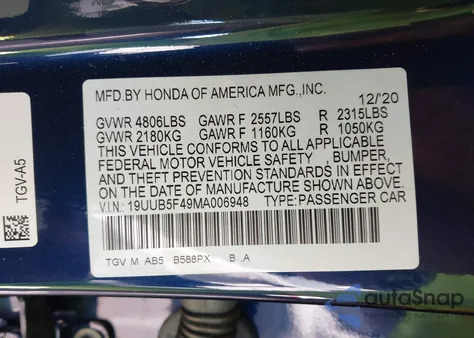 MFD.BY HONDA OF AMERICA MFG.,INC. 12/'20
GVWR 4806LBS GAWR F 2557LBS R 2315LBS
GVWR 2180KG GAWR F 1160KG R 1050KG
THIS VEHICLE CONFORMS TO ALL APPLICABLE
FEDERAL MOTOR VEHICLE SAFETY , BUMPER,
AND THEFT PREVENTION STANDARDS IN EFFECT
ON THE DATE OF MANUFACTURE SHOWN ABOVE.
V.I.N: 19UUB5F49MA006948 TYPE:PASSENGER CAR
TGV M AB5 B588PX .B .A
TGV-A5
autoSnap